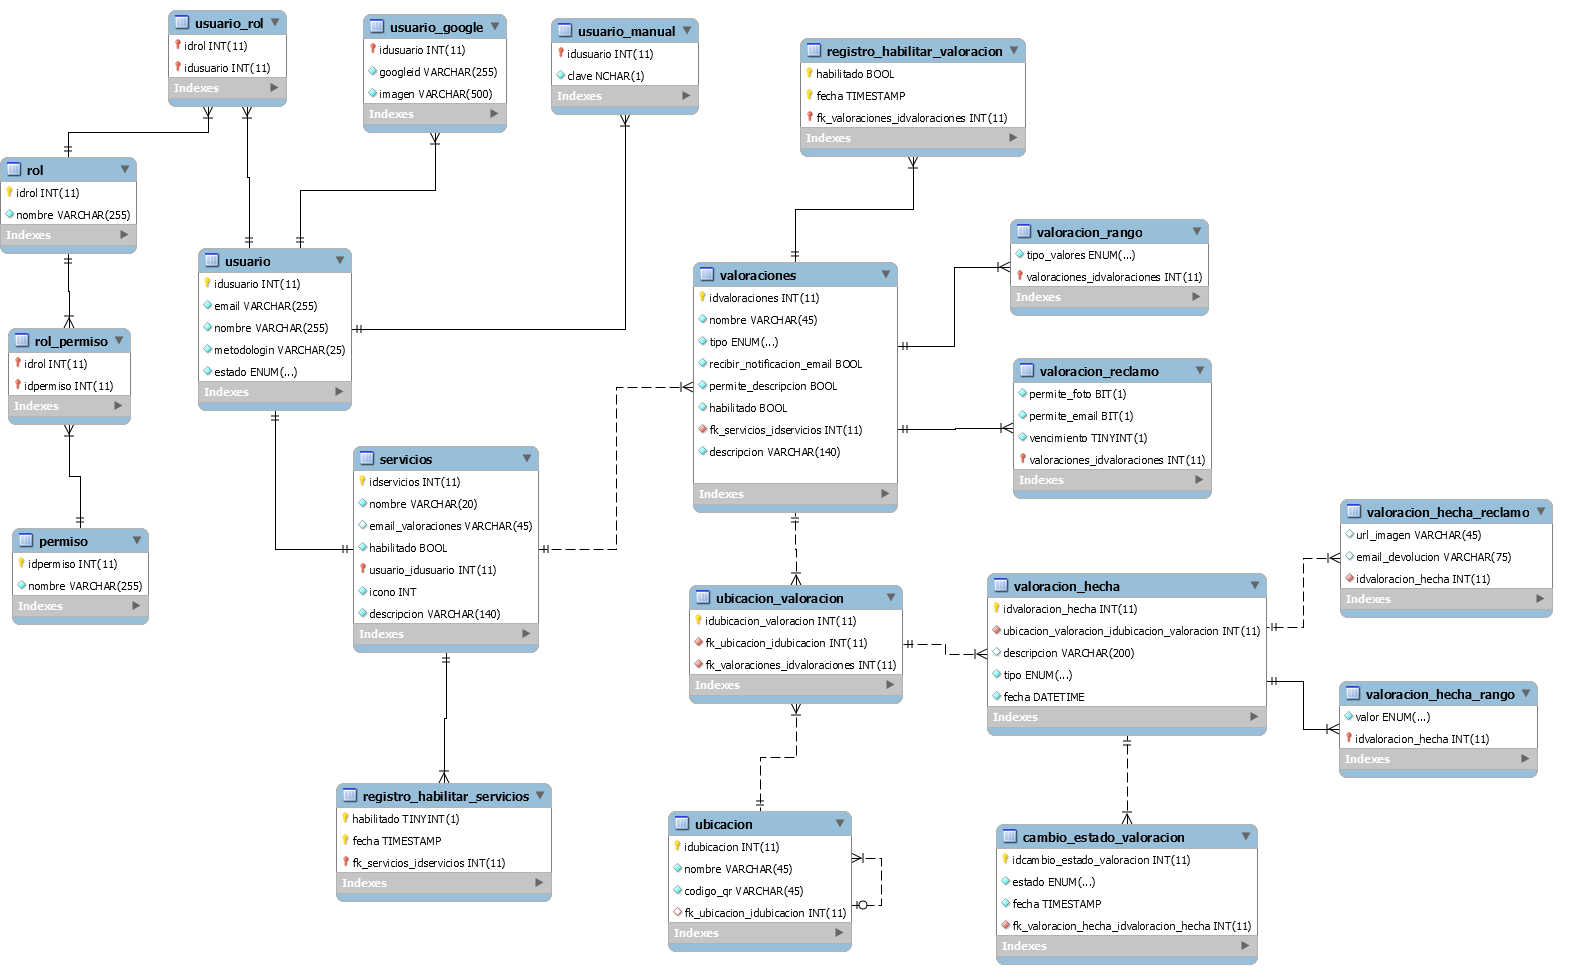 usuario_rol
idrol INT(11)
idusuario INT(11)
Indexes
usuario_google
idusuario INT(11)
googleid VARCHAR(255)
imagen VARCHAR(500)
Indexes
usuario_manual
idusuario INT(11)
clave NCHAR(1)
Indexes
registro_habilitar_valoracion
habilitado BOOL
fecha TIMESTAMP
fk_valoraciones_idvaloraciones INT(11)
Indexes
rol
idrol INT(11)
nombre VARCHAR(255)
Indexes
usuario
idusuario INT(11)
email VARCHAR(255)
nombre VARCHAR(255)
metodologin VARCHAR(25)
estado ENUM(...)
Indexes
valoraciones
idvaloraciones INT(11)
nombre VARCHAR(45)
tipo ENUM(...)
recibir_notificacion_email BOOL
permite_descripcion BOOL
habilitado BOOL
fk_servicios_idservicios INT(11)
descripcion VARCHAR(140)
Indexes
valoracion_rango
tipo_valores ENUM(...)
valoraciones_idvaloraciones INT(11)
Indexes
rol_permiso
idrol INT(11)
idpermiso INT(11)
Indexes
valoracion_reclamo
permite_foto BIT(1)
permite_email BIT(1)
vencimiento TINYINT(1)
valoraciones_idvaloraciones INT(11)
Indexes
servicios
idservicios INT(11)
nombre VARCHAR(20)
email_valoraciones VARCHAR(45)
habilitado BOOL
usuario_idusuario INT(11)
icono INT
descripcion VARCHAR(140)
Indexes
permiso
idpermiso INT(11)
nombre VARCHAR(255)
Indexes
valoracion_hecha_reclamo
url_imagen VARCHAR(45)
email_devolucion VARCHAR(75)
idvaloracion_hecha INT(11)
Indexes
ubicacion_valoracion
idubicacion_valoracion INT(11)
fk_ubicacion_idubicacion INT(11)
fk_valoraciones_idvaloraciones INT(11)
Indexes
valoracion_hecha
idvaloracion_hecha INT(11)
ubicacion_valoracion_idubicacion_valoracion INT(11)
descripcion VARCHAR(200)
tipo ENUM(...)
fecha DATETIME
Indexes
valoracion_hecha_rango
valor ENUM(...)
idvaloracion_hecha INT(11)
Indexes
registro_habilitar_servicios
habilitado TINYINT(1)
fecha TIMESTAMP
fk_servicios_idservicios INT(11)
Indexes
ubicacion
idubicacion INT(11)
nombre VARCHAR(45)
codigo_qr VARCHAR(45)
fk_ubicacion_idubicacion INT(11)
Indexes
cambio_estado_valoracion
idcambio_estado_valoracion INT(11)
estado ENUM(...)
fecha TIMESTAMP
fk_valoracion_hecha_idvaloracion_hecha INT(11)
Indexes